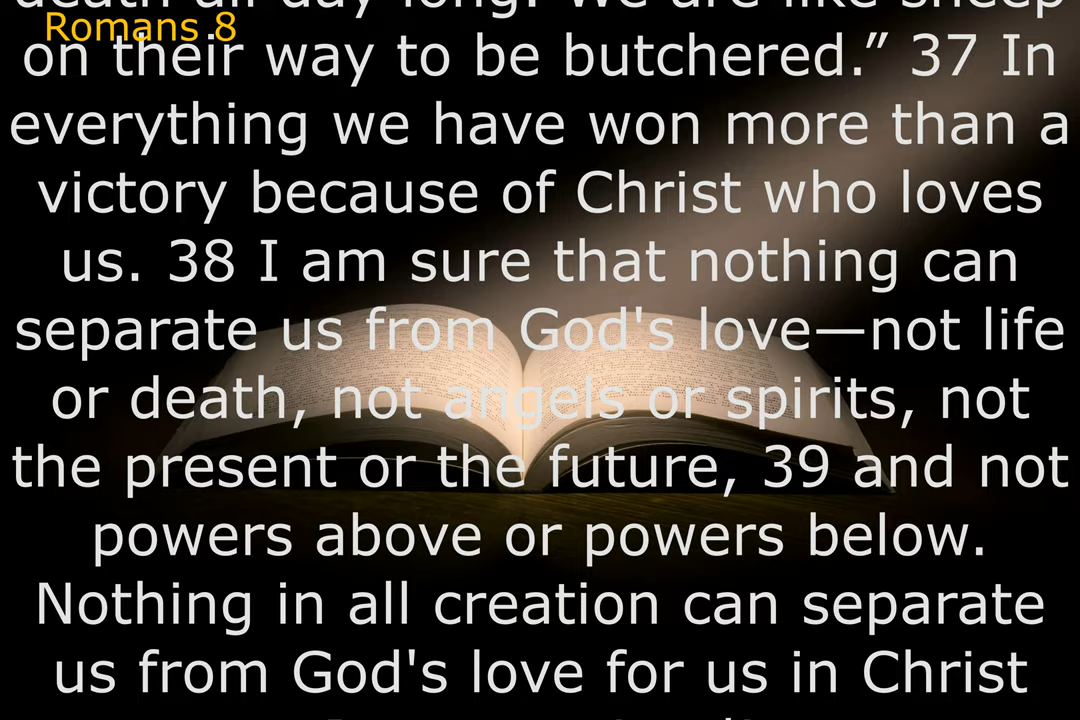 death all day long. We are like sheep
Romans 8
on their way to be butchered.” 37 In
everything we have won more than a
victory because of Christ who loves
us. 38 I am sure that nothing can
separate us from God's love—not life
or death, not angels or spirits, not
the present or the future, 39 and not
powers above or powers below.
Nothing in all creation can separate
us from God's love for us in Christ